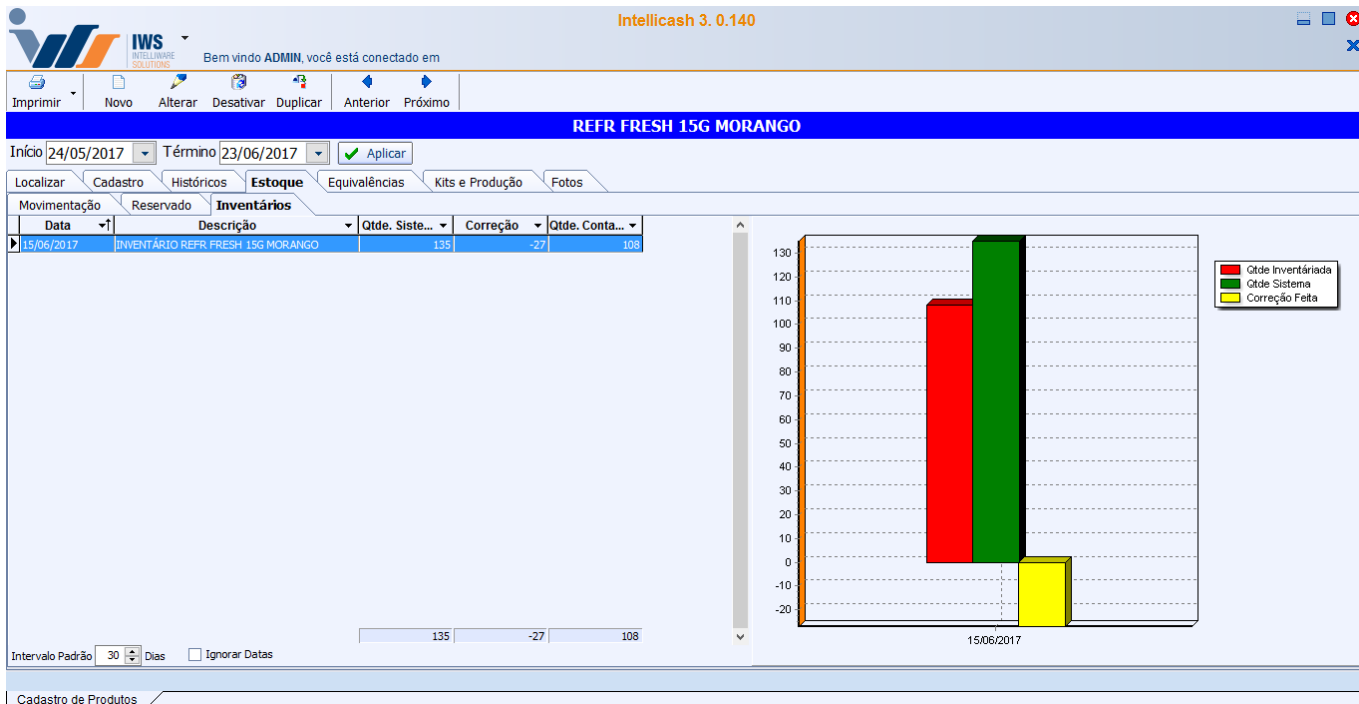 Intellicash 3. 0.140
IWS
INTELLIWARE
SOLUTIONS
Bem vindo ADMIN, você está conectado em
Imprimir Novo Alterar Desativar Duplicar Anterior Próximo
REFR FRESH 15G MORANGO
Início 24/05/2017 Término 23/06/2017 Aplicar
Localizar Cadastro Históricos Estoque Equivalências Kits e Produção Fotos
Movimentação Reservado Inventários
Data Descrição Qtde. Siste... Correção Qtde. Conta...
15/06/2017 INVENTÁRIO REFR FRESH 15G MORANGO 135 -27 108
130
120
110
100
90
80
70
60
50
40
30
20
10
0
-10
-20
15/06/2017
Qtde Inventáriada
Qtde Sistema
Correção Feita
135 -27 108
Intervalo Padrão 30 Dias Ignorar Datas
Cadastro de Produtos